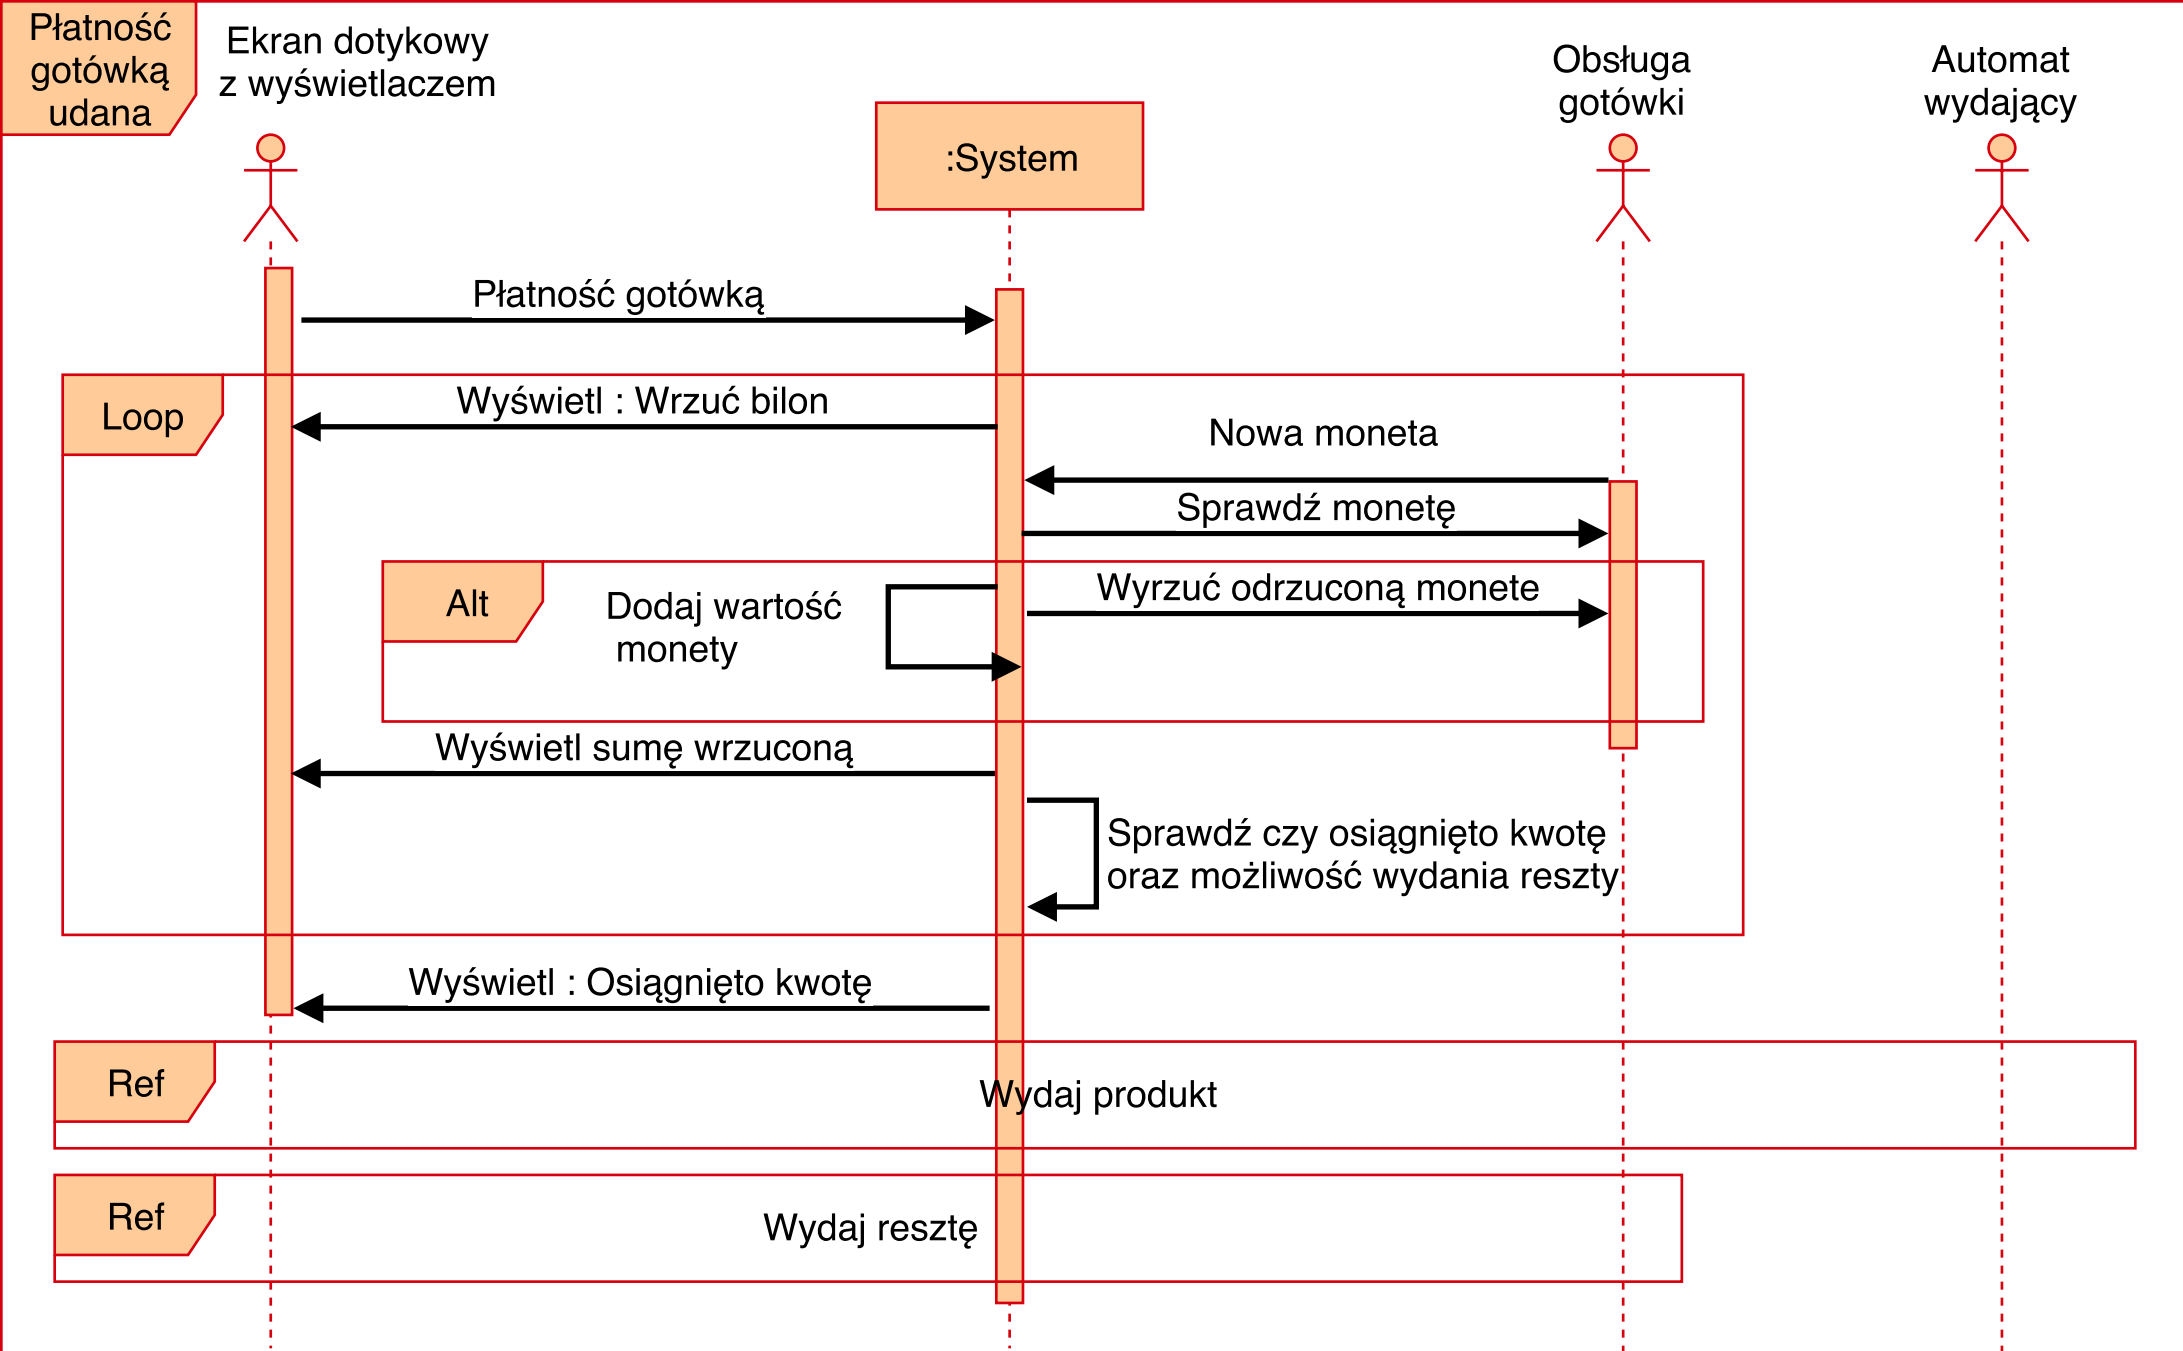 Płatność
gotówką
udana
Ekran dotykowy
z wyświetlaczem
:System
Obsługa
gotówki
Automat
wydający
Płatność gotówką
Loop
Wyświetl : Wrzuć bilon
Nowa moneta
Sprawdź monetę
Alt
Dodaj wartość
monety
Wyrzuć odrzuconą monete
Wyświetl sumę wrzuconą
Sprawdź czy osiągnięto kwotę
oraz możliwość wydania reszty
Wyświetl : Osiągnięto kwotę
Ref
Wydaj produkt
Ref
Wydaj resztę